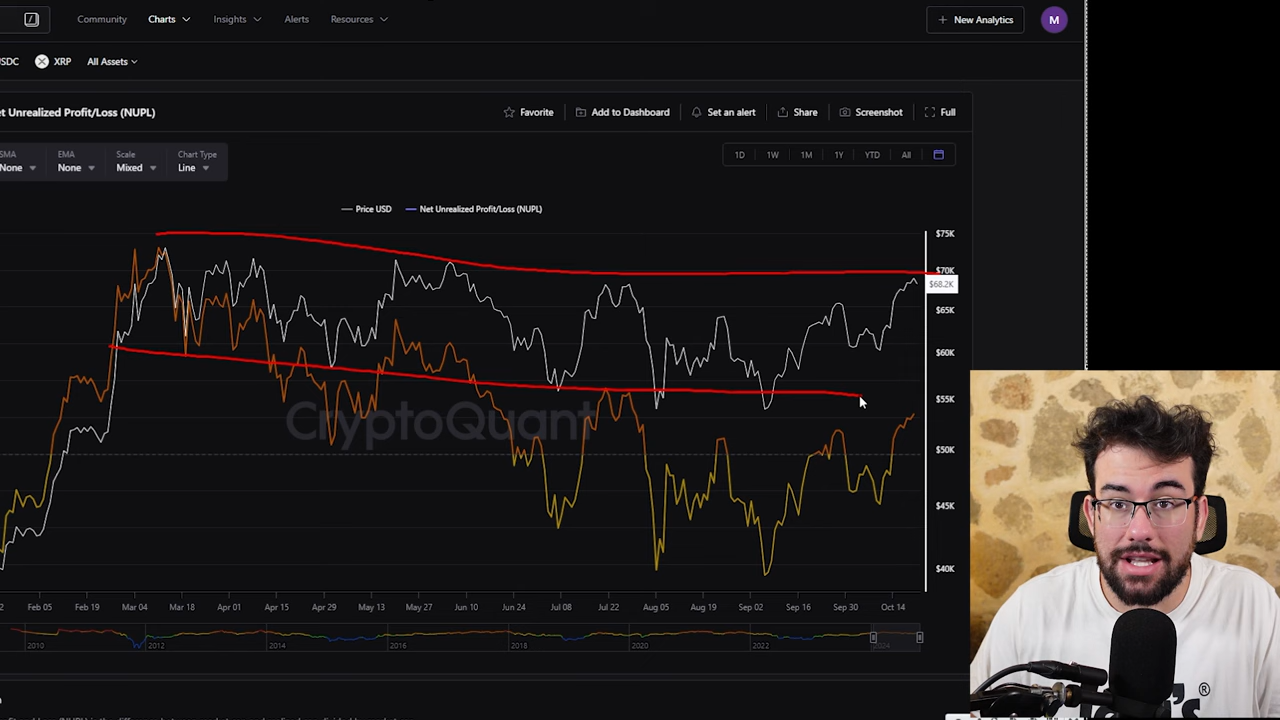 /
Community
Charts
Insights
Alerts
Resources
New Analytics
M
SDC
XRP
All Assets
et Unrealized Profit/Loss (NUPL)
Favorite
Add to Dashboard
Set an alert
Share
Screenshot
Full
SMA
EMA
Scale
Chart Type
None
None
Mixed
Line
1D 1W 1M 1Y YTD All
Price USD
Net Unrealized Profit/Loss (NUPL)
$75K
$70K
$68.2K
$65K
$60K
$55K
$50K
$45K
$40K
CryptoQuant
Feb 05 Feb 19 Mar 04 Mar 18 Apr 01 Apr 15 Apr 29 May 13 May 27 Jun 10 Jun 24 Jul 08 Jul 22 Aug 05 Aug 19 Sep 02 Sep 16 Sep 30 Oct 14
2010 2012 2014 2016 2018 2020 2022 2024